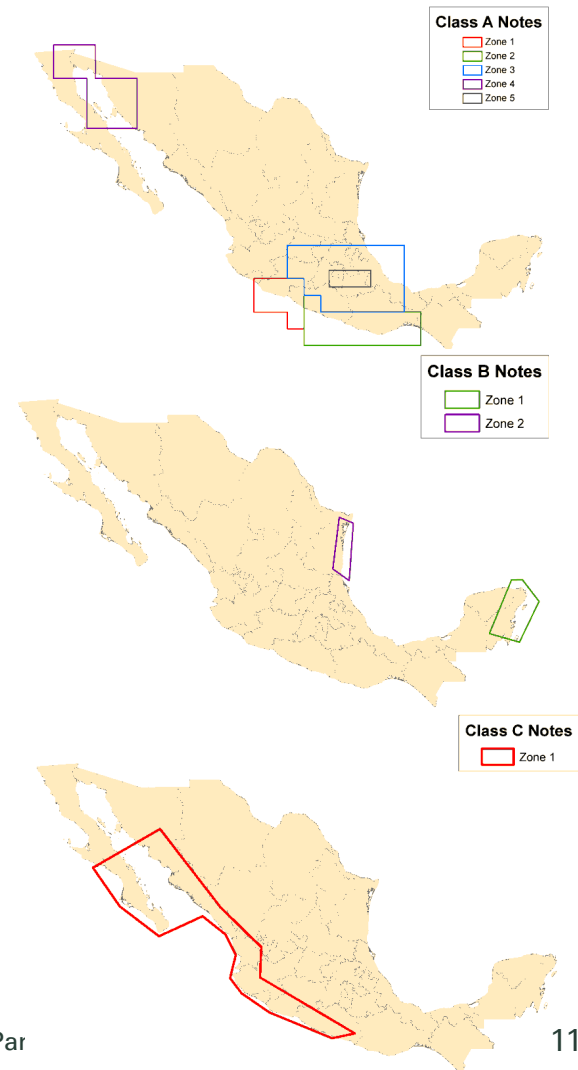 Class A Notes
Zone 1
Zone 2
Zone 3
Zone 4
Zone 5
Class B Notes
Zone 1
Zone 2
Class C Notes
Zone 1
Par
11